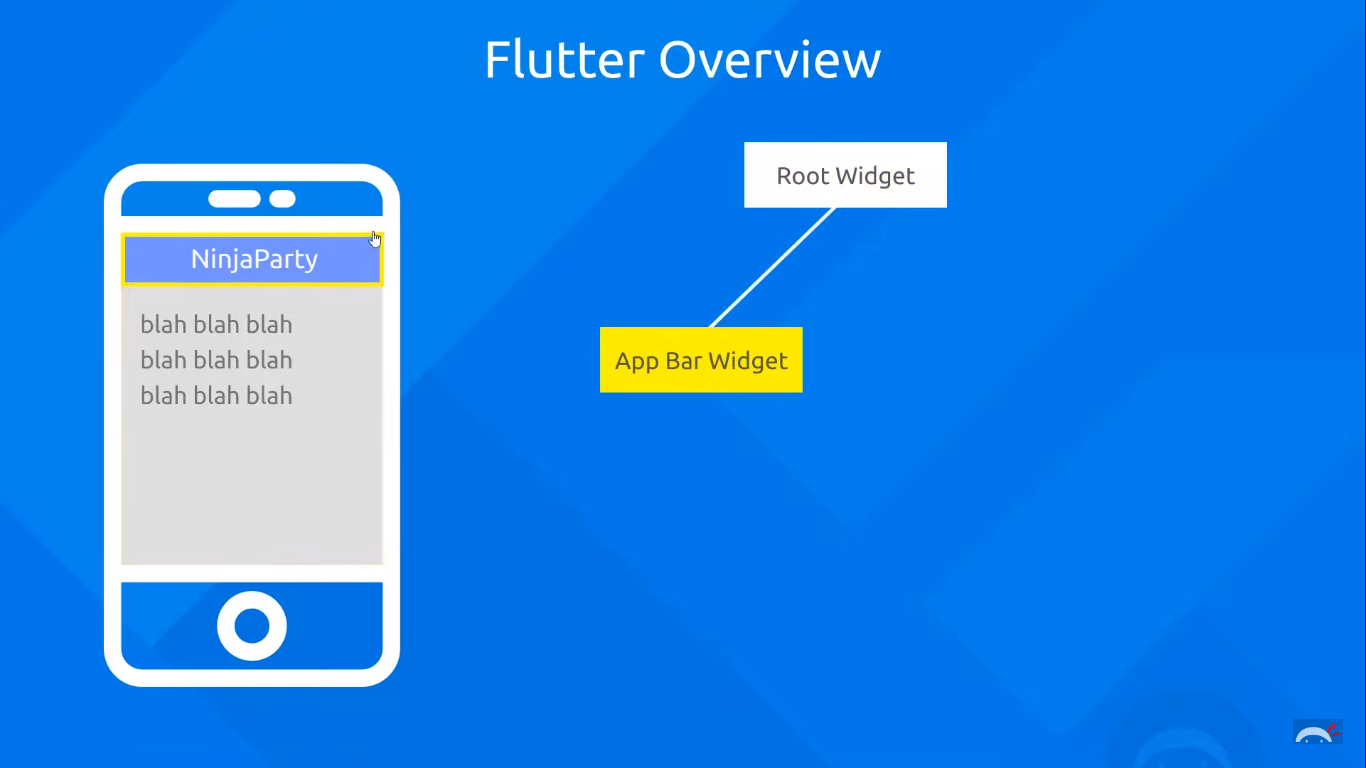 Flutter Overview
Root Widget
NinjaParty
blah blah blah
blah blah blah
blah blah blah
App Bar Widget